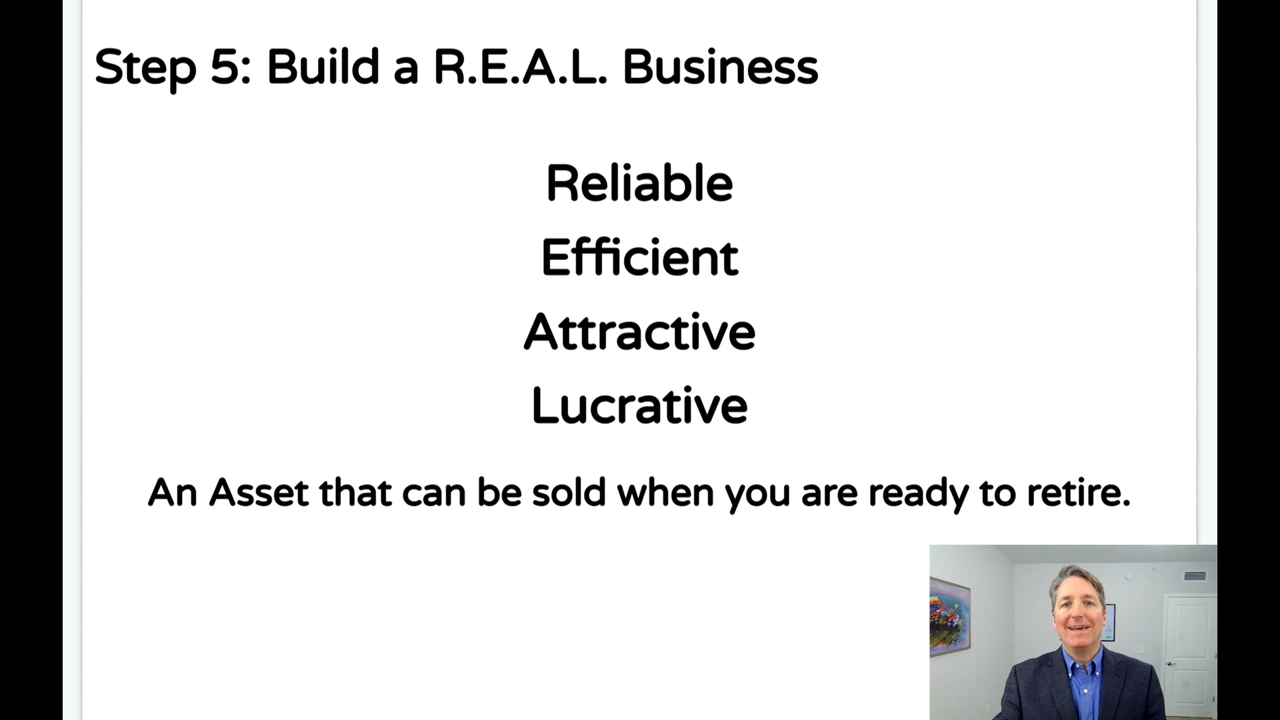 Step 5: Build a R.E.A.L. Business
Reliable
Efficient
Attractive
Lucrative
An Asset that can be sold when you are ready to retire.